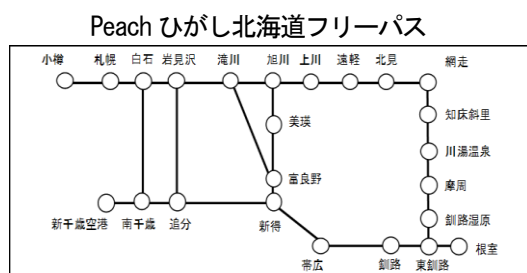 Peach ひがし北海道フリーパス
小樽 札幌 白石 岩見沢 滝川 旭川 上川 遠軽 北見 網走
知床斜里
美瑛
川湯温泉
富良野
摩周
新千歳空港 南千歳 追分 新得 釧路湿原
帯広 釧路 東釧路 根室